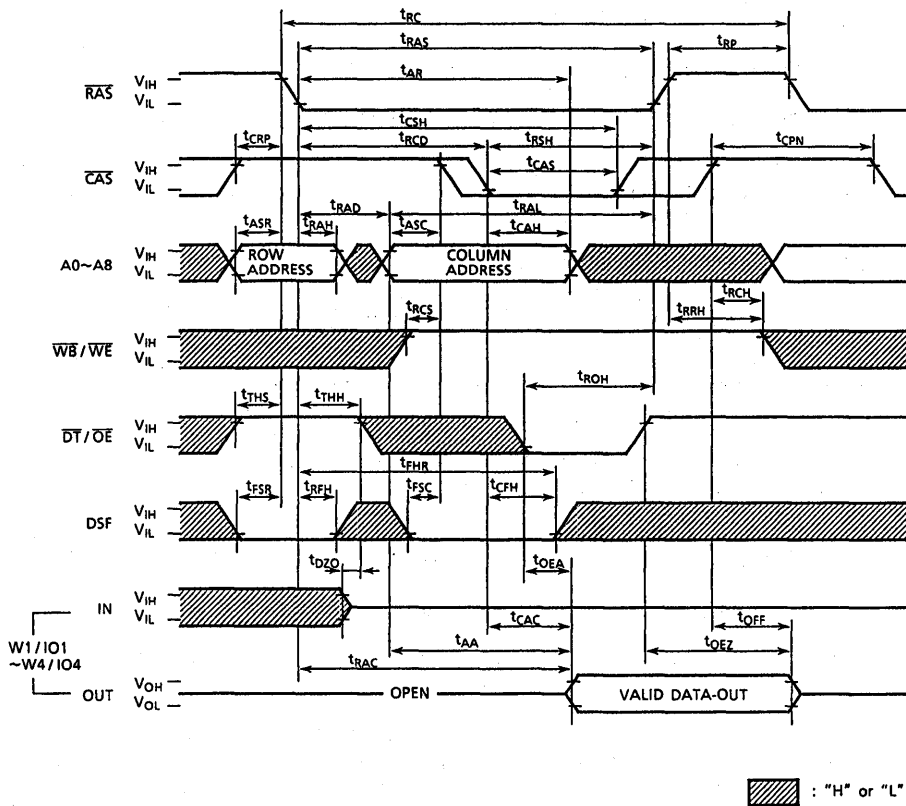 tRC
tRAS
tRP
tAR
RAS
VIH
VIL
tCSH
tCRP
tRCD
tRSH
tCPN
tCAS
CAS
VIH
VIL
tRAD
tRAL
tASR
tRAH
tASC
tCAH
A0~A8
VIH
VIL
ROW ADDRESS
COLUMN ADDRESS
tRCS
tRCH
tRRH
WB/WE
VIH
VIL
tROH
tTHS
tTHH
DT/OE
VIH
VIL
tFHR
tFSR
tRFH
tFSC
tCFH
DSF
VIH
VIL
tDZO
tOEA
IN
VIH
VIL
tCAC
tOFF
tAA
tOEZ
W1/IO1
~W4/IO4
tRAC
OUT
VOH
VOL
OPEN
VALID DATA-OUT
: "H" or "L"